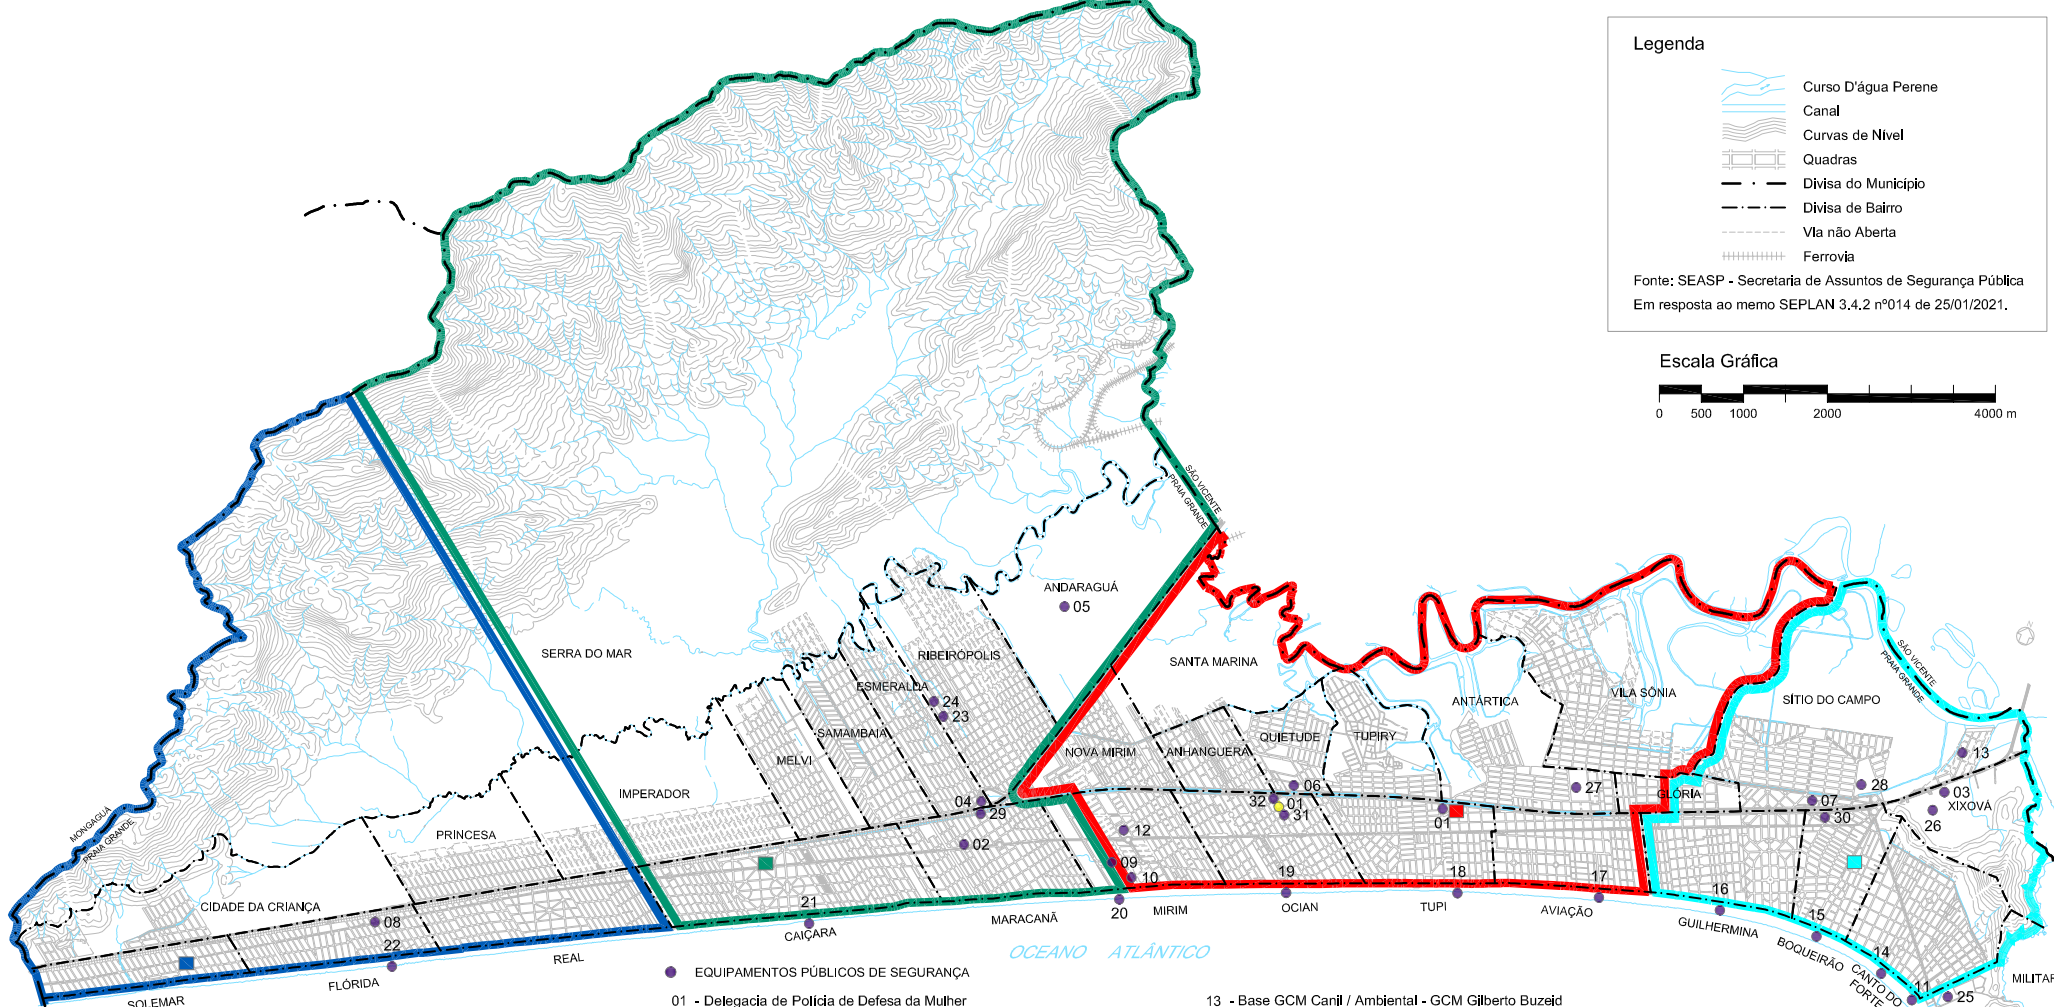 Legenda
Curso D'água Perene
Canal
Curvas de Nível
Quadras
Divisa do Município
Divisa de Bairro
Via não Aberta
Ferrovia
Fonte: SEASP - Secretaria de Assuntos de Segurança Pública
Em resposta ao memo SEPLAN 3.4.2 nº014 de 25/01/2021.
Escala Gráfica
0 500 1000 2000 4000 m
SÃO VICENTE
PRAIA GRANDE
ANDARAGUÁ
05
SERRA DO MAR
RIBEIRÓPOLIS
SANTA MARINA
SÃO VICENTE
PRAIA GRANDE
ESMERALDA
24
23
ANTÁRTICA
VILA SÔNIA
SÍTIO DO CAMPO
SAMAMBAIA
MELVI
NOVA MIRIM
ANHANGUERA
QUIETUDE
TUPIRY
13
IMPERADOR
06
27
GLÓRIA
28
03
04
32
01
07
XIXOVÁ
MONGAGUÁ
PRAIA GRANDE
PRINCESA
29
31
01
30
26
12
02
09
10
CIDADE DA CRIANÇA
08
21
20
19
18
17
16
15
14
22
CAIÇARA
MARACANÃ
MIRIM
OCIAN
TUPI
AVIAÇÃO
GUILHERMINA
BOQUEIRÃO
CANTO DO
FORTE
11
25
MILITAR
REAL
FLÓRIDA
SOLEMAR
OCEANO ATLÂNTICO
EQUIPAMENTOS PÚBLICOS DE SEGURANÇA
01 - Delegacia de Polícia de Defesa da Mulher
13 - Base GCM Canil / Ambiental - GCM Gilberto Buzeid